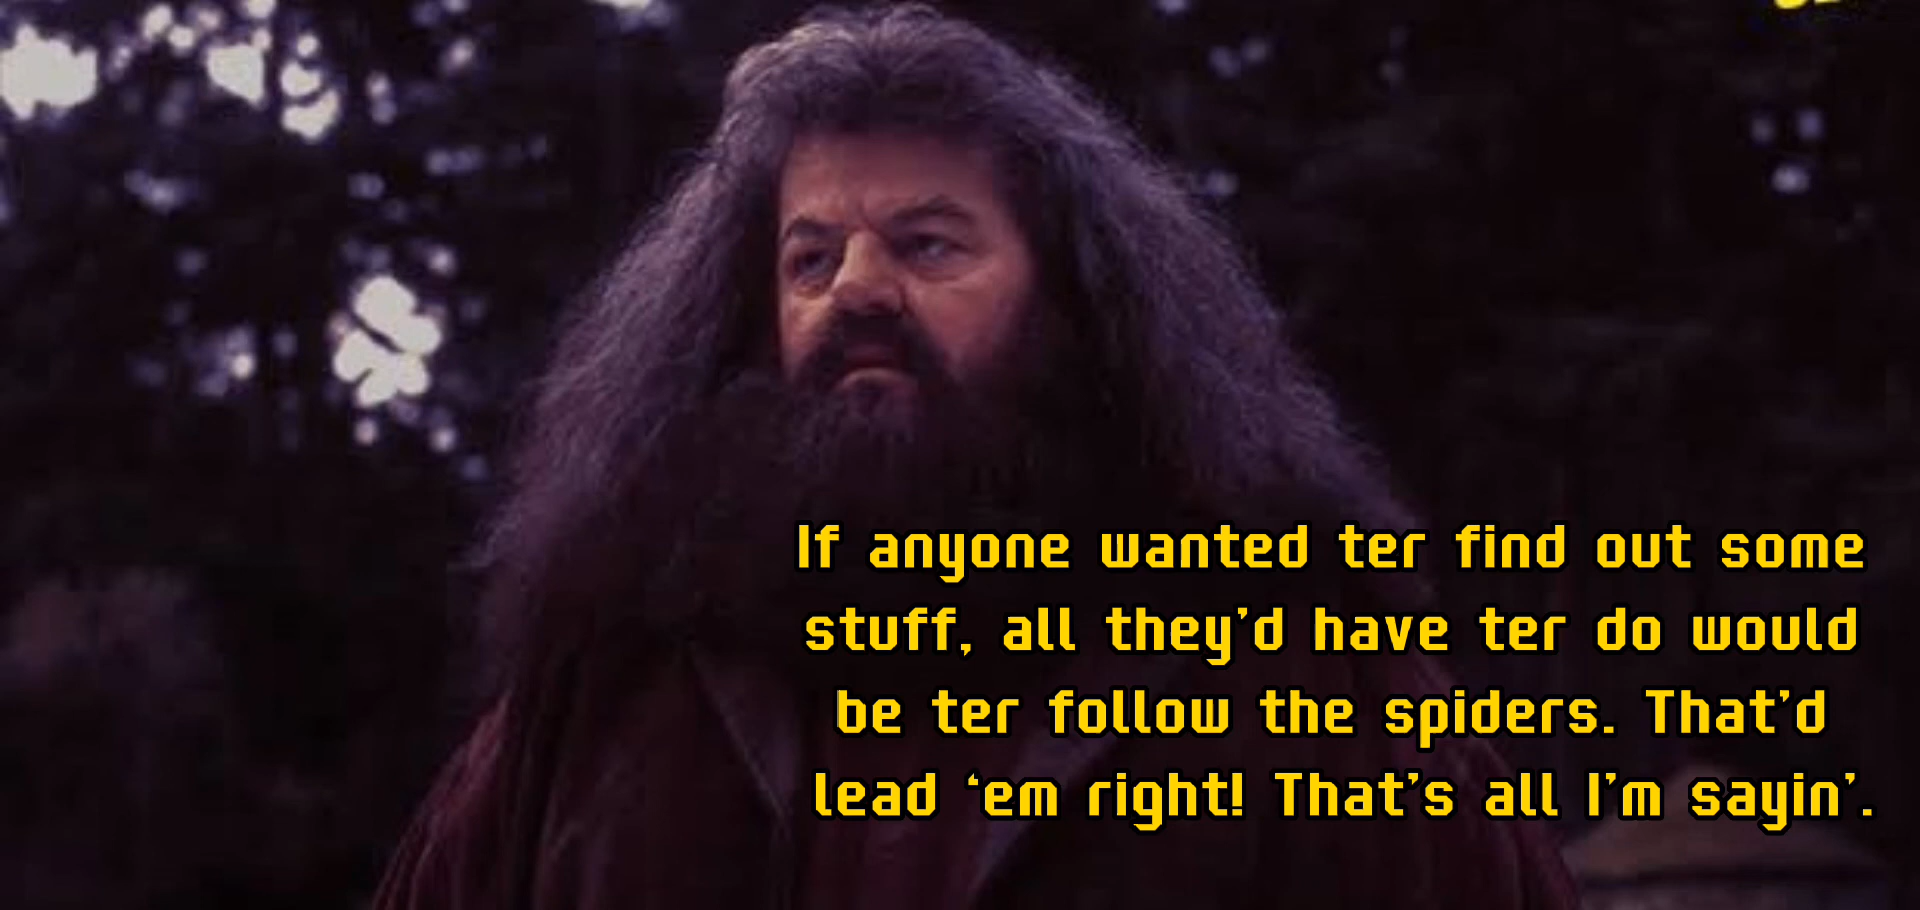 If anyone wanted ter find out some
stuff, all they’d have ter do would
be ter follow the spiders. That’d
lead ‘em right! That’s all I’m sayin’.